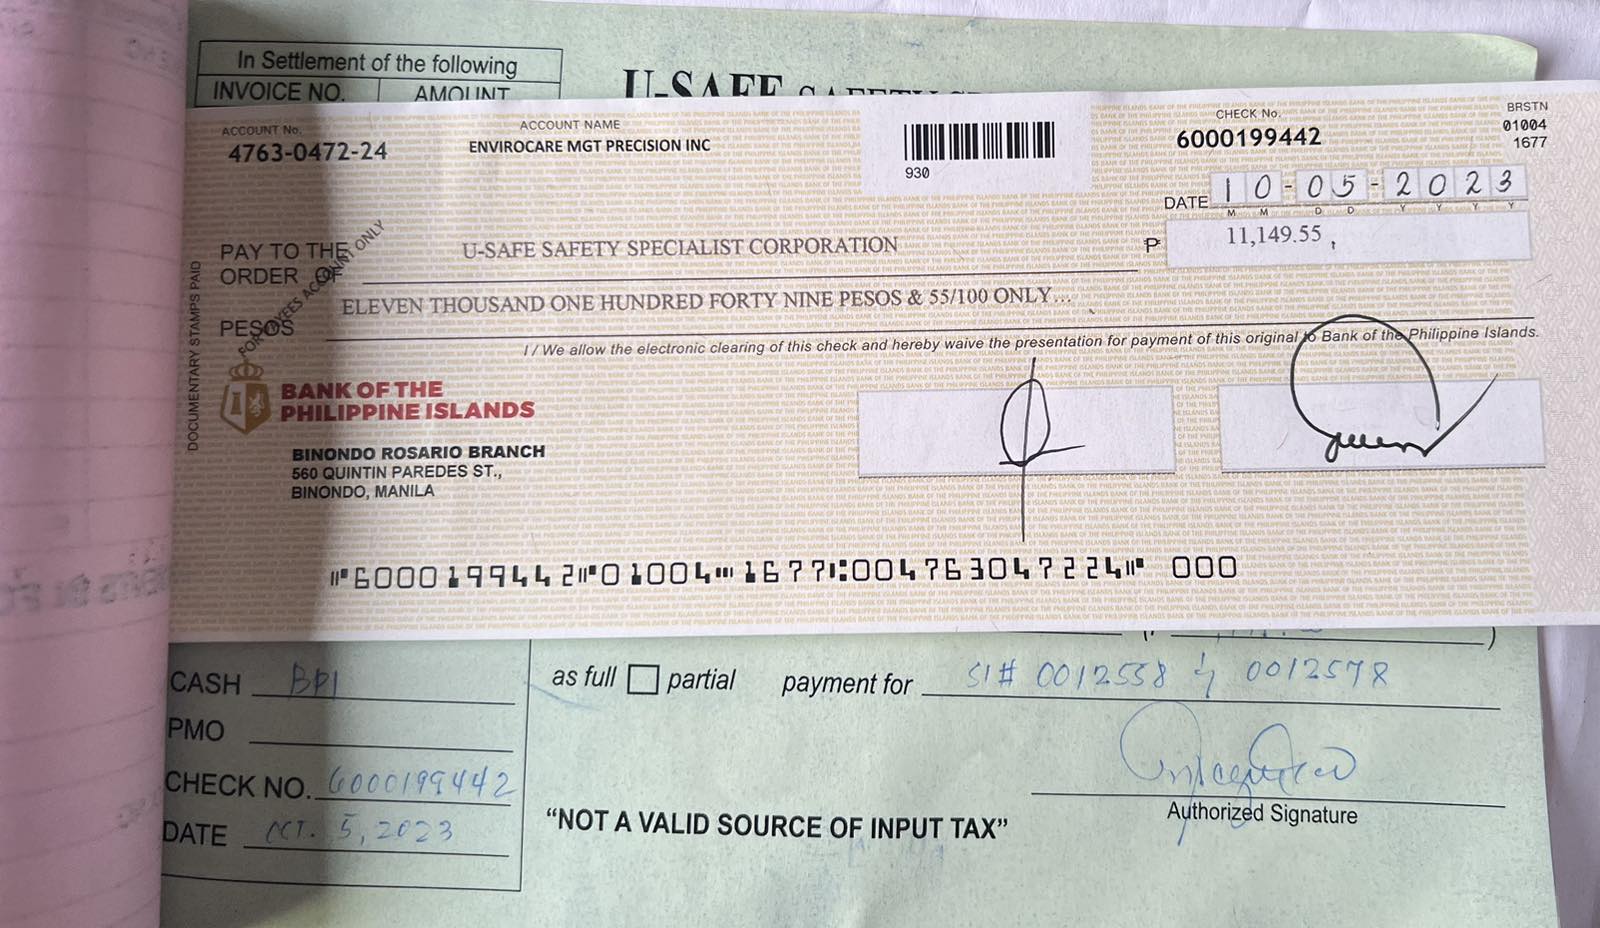 In Settlement of the following
INVOICE NO. AMOUNT
U-SAFE
ACCOUNT No.
4763-0472-24
ACCOUNT NAME
ENVIROCARE MGT PRECISION INC
930
CHECK No.
6000199442
BRSTN
01004
1677
DATE 10-05-2023
M M D D Y Y Y Y
PAY TO THE
ORDER OF
U-SAFE SAFETY SPECIALIST CORPORATION
₱ 11,149.55
FOR PAYEES ACCOUNT ONLY
PESOS
ELEVEN THOUSAND ONE HUNDRED FORTY NINE PESOS & 55/100 ONLY...
I / We allow the electronic clearing of this check and hereby waive the presentation for payment of this original to Bank of the Philippine Islands.
DOCUMENTARY STAMPS PAID
BANK OF THE
PHILIPPINE ISLANDS
BINONDO ROSARIO BRANCH
560 QUINTIN PAREDES ST.,
BINONDO, MANILA
⑈6000199442⑈01004⑉1677⑆004763047224⑈ 000
CASH BPI
as full partial payment for SI# 0012558 & 0012578
PMO
CHECK NO. 6000199442
DATE OCT. 5, 2023
"NOT A VALID SOURCE OF INPUT TAX"
Authorized Signature